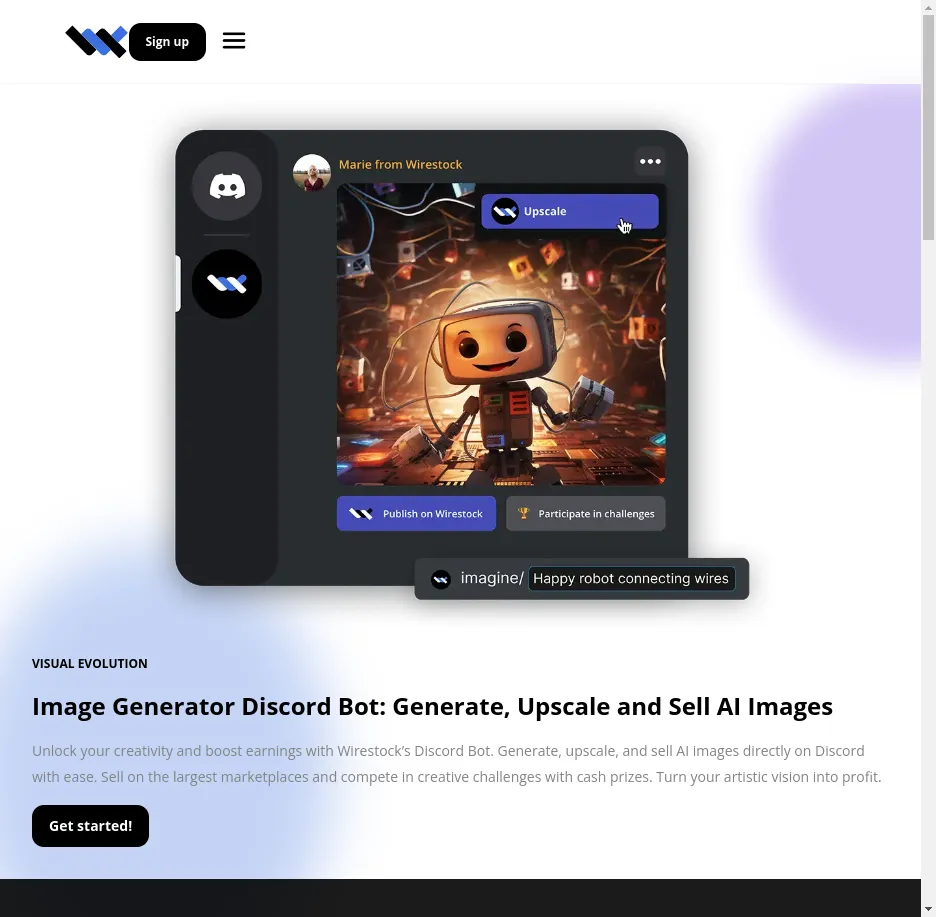 Sign up
Marie from Wirestock
Upscale
Publish on Wirestock
Participate in challenges
imagine/ Happy robot connecting wires
VISUAL EVOLUTION
Image Generator Discord Bot: Generate, Upscale and Sell AI Images
Unlock your creativity and boost earnings with Wirestock’s Discord Bot. Generate, upscale, and sell AI images directly on Discord
with ease. Sell on the largest marketplaces and compete in creative challenges with cash prizes. Turn your artistic vision into profit.
Get started!